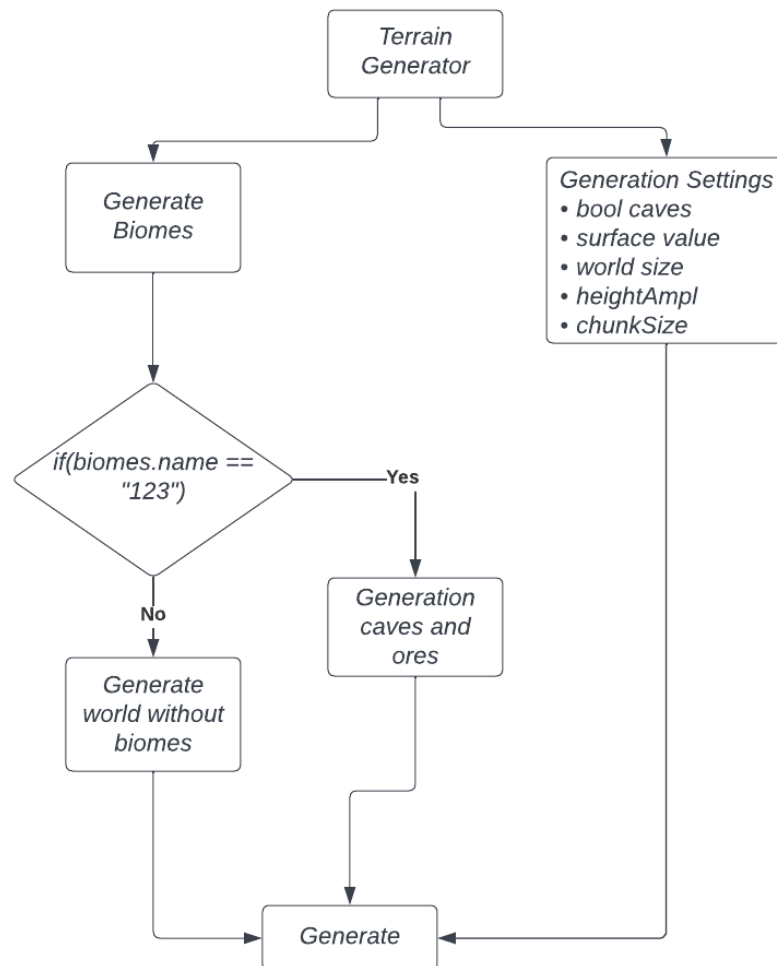 Terrain
Generator
Generate
Biomes
Generation Settings
• bool caves
• surface value
• world size
• heightAmpl
• chunkSize
if(biomes.name ==
"123")
Yes
No
Generation
caves and
ores
Generate
world without
biomes
Generate